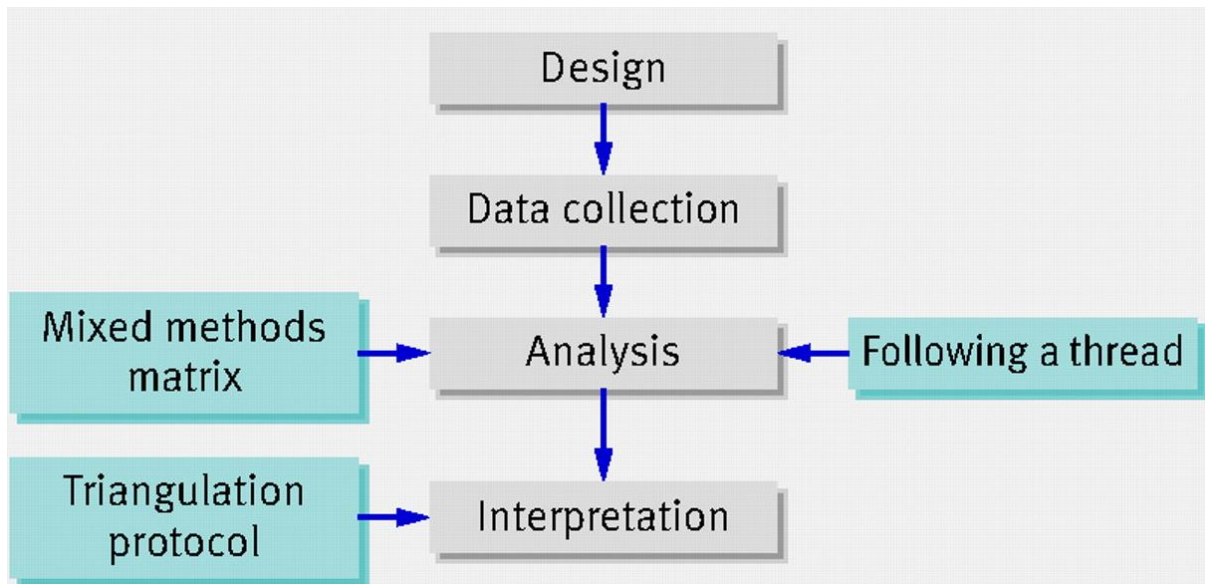 Design
Data collection
Mixed methods
matrix
Analysis
Following a thread
Triangulation
protocol
Interpretation